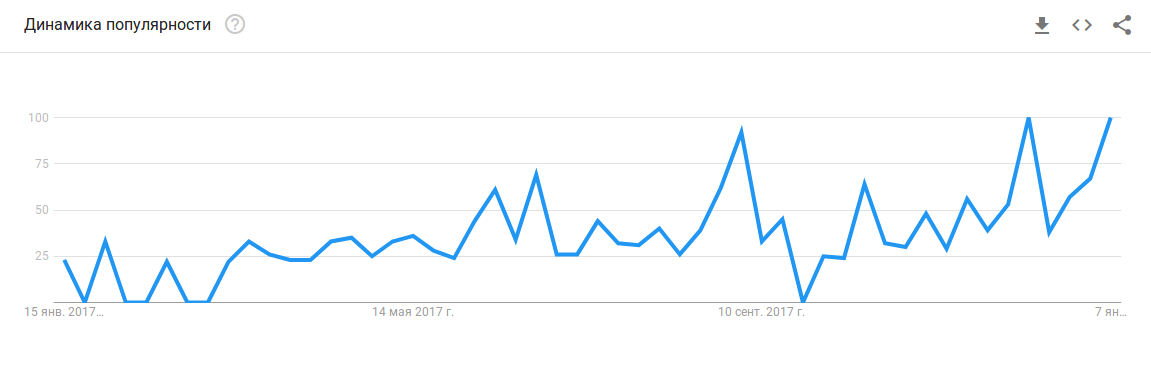 Динамика популярности
100
75
50
25
15 янв. 2017… 14 мая 2017 г. 10 сент. 2017 г. 7 ян…